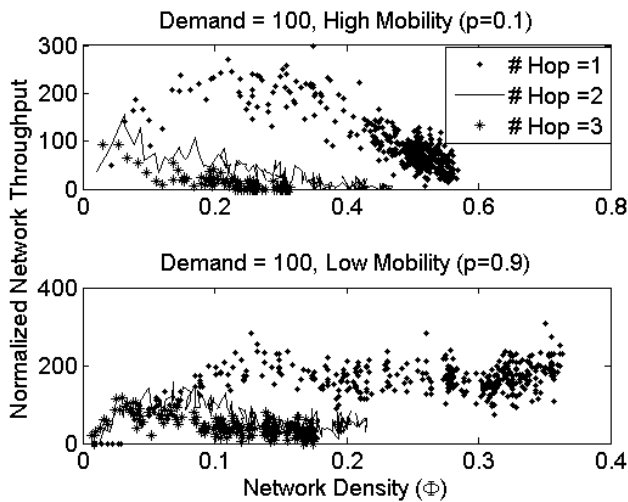 Demand = 100, High Mobility (p=0.1)
300
200
100
0
0
0.2
0.4
0.6
0.8
# Hop =1
# Hop =2
# Hop =3
Normalized Network Throughput
Demand = 100, Low Mobility (p=0.9)
400
200
0
0
0.1
0.2
0.3
0.4
Network Density (Φ)